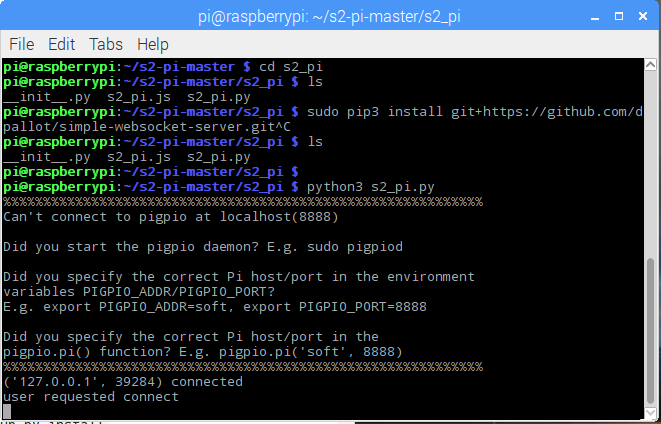 pi@raspberrypi: ~/s2-pi-master/s2_pi
File Edit Tabs Help
pi@raspberrypi:~/s2-pi-master $ cd s2_pi
pi@raspberrypi:~/s2-pi-master/s2_pi $ ls
__init__.py  s2_pi.js  s2_pi.py
pi@raspberrypi:~/s2-pi-master/s2_pi $ sudo pip3 install git+https://github.com/d
pallot/simple-websocket-server.git^C
pi@raspberrypi:~/s2-pi-master/s2_pi $ ls
__init__.py  s2_pi.js  s2_pi.py
pi@raspberrypi:~/s2-pi-master/s2_pi $
pi@raspberrypi:~/s2-pi-master/s2_pi $ python3 s2_pi.py
%%%%%%%%%%%%%%%%%%%%%%%%%%%%%%%%%%%%%%%%%%%%%%%%%%%%%%%%%%%%
Can't connect to pigpio at localhost(8888)
Did you start the pigpio daemon? E.g. sudo pigpiod
Did you specify the correct Pi host/port in the environment
variables PIGPIO_ADDR/PIGPIO_PORT?
E.g. export PIGPIO_ADDR=soft, export PIGPIO_PORT=8888
Did you specify the correct Pi host/port in the
pigpio.pi() function? E.g. pigpio.pi('soft', 8888)
%%%%%%%%%%%%%%%%%%%%%%%%%%%%%%%%%%%%%%%%%%%%%%%%%%%%%%%%%%%%
('127.0.0.1', 39284) connected
user requested connect